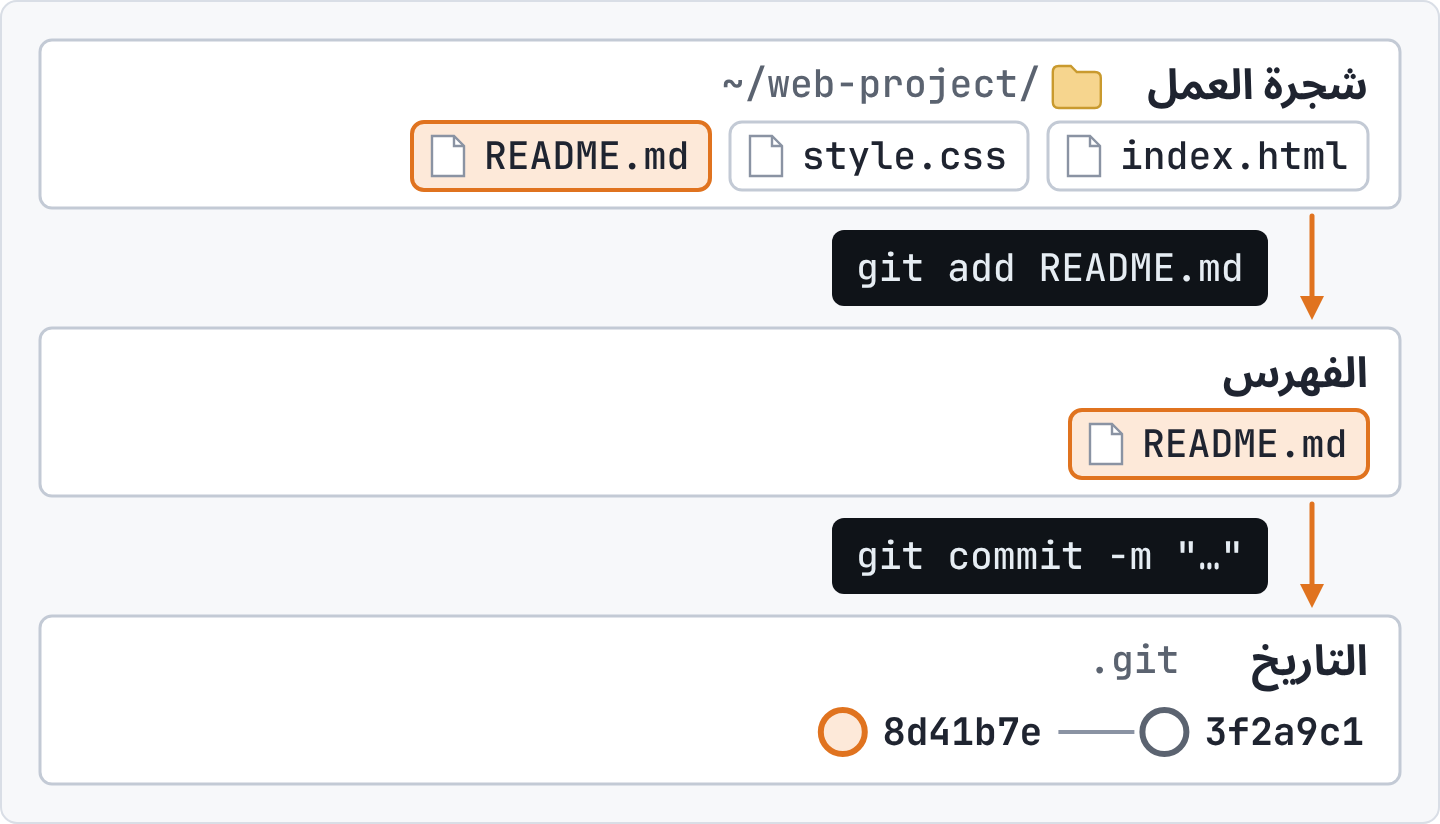 شجرة العمل ~/web-project/
index.html style.css README.md
git add README.md
الفهرس
README.md
git commit -m "…"
التاريخ .git
3f2a9c1 8d41b7e